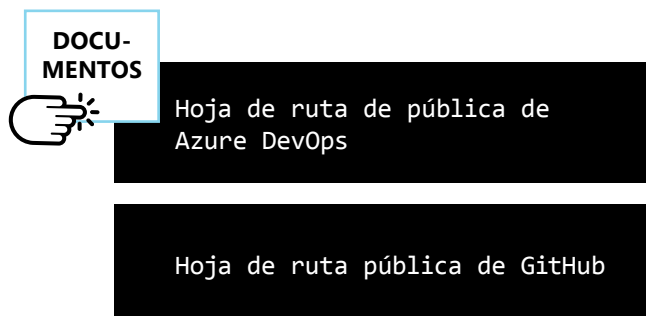 DOCU-
MENTOS
Hoja de ruta de pública de
Azure DevOps
Hoja de ruta pública de GitHub